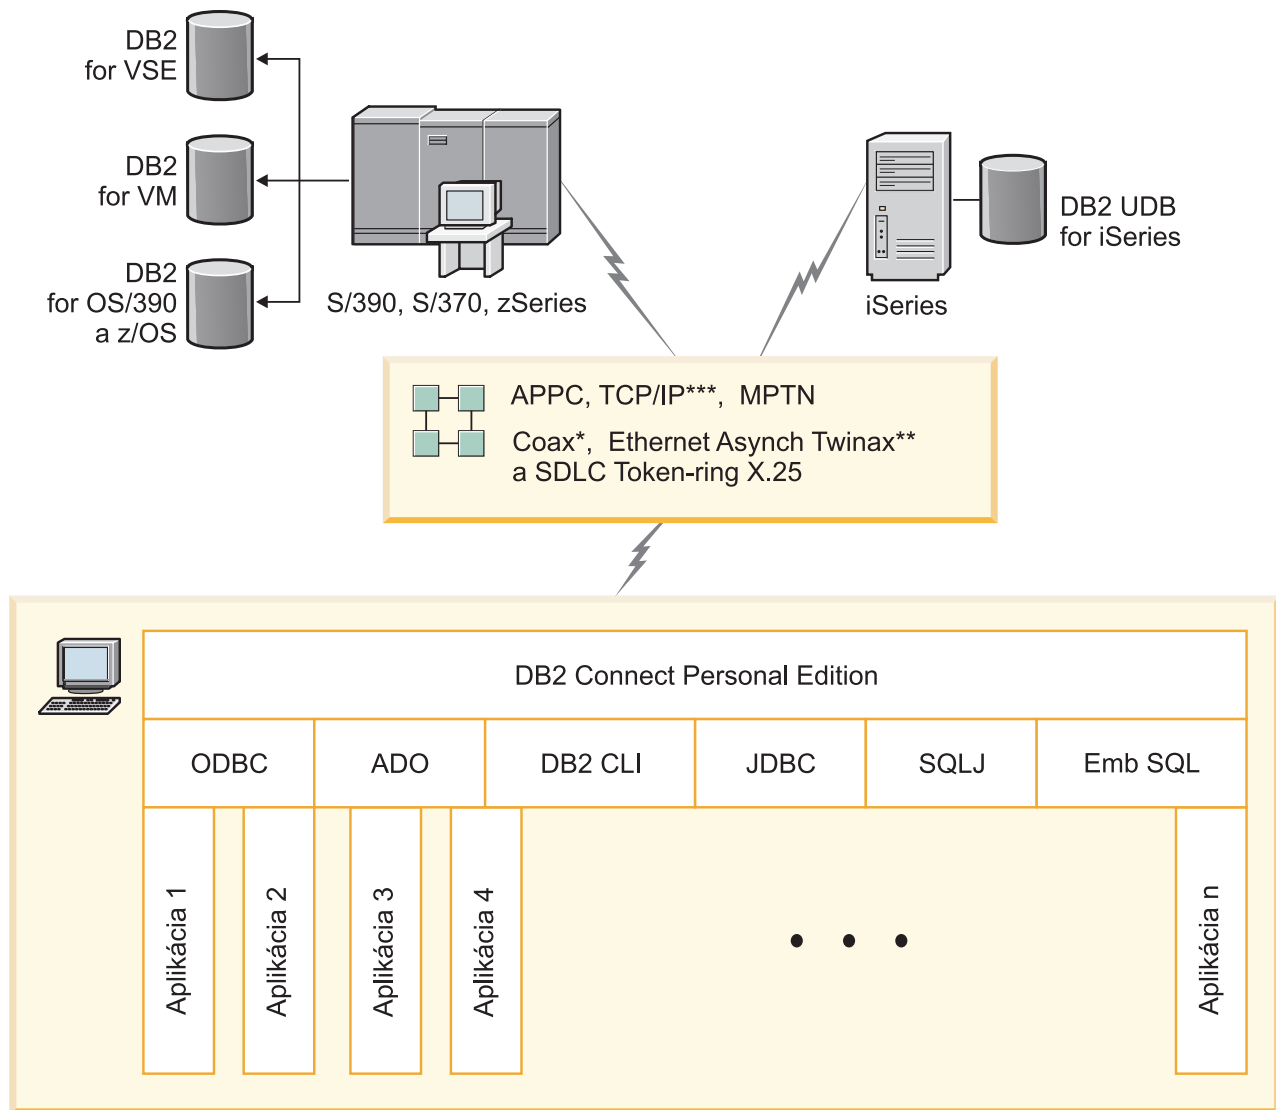 DB2
for VSE
DB2
for VM
DB2
for OS/390
a z/OS
S/390, S/370, zSeries
iSeries
DB2 UDB
for iSeries
APPC, TCP/IP***, MPTN
Coax*, Ethernet Asynch Twinax**
a SDLC Token-ring X.25
DB2 Connect Personal Edition
ODBC
ADO
DB2 CLI
JDBC
SQLJ
Emb SQL
Aplikácia 1
Aplikácia 2
Aplikácia 3
Aplikácia 4
• • •
Aplikácia n